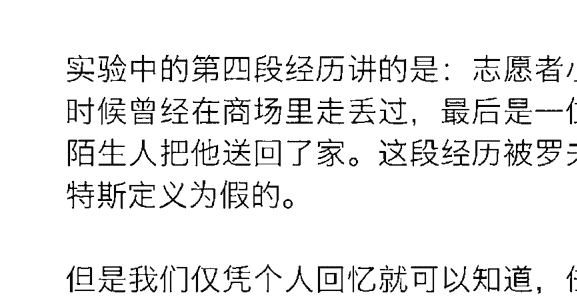 实验中的第四段经历讲的是：志愿者
时候曾经在商场里走丢过，最后是一
陌生人把他送回了家。这段经历被罗
特斯定义为假的。
但是我们仅凭个人回忆就可以知道，